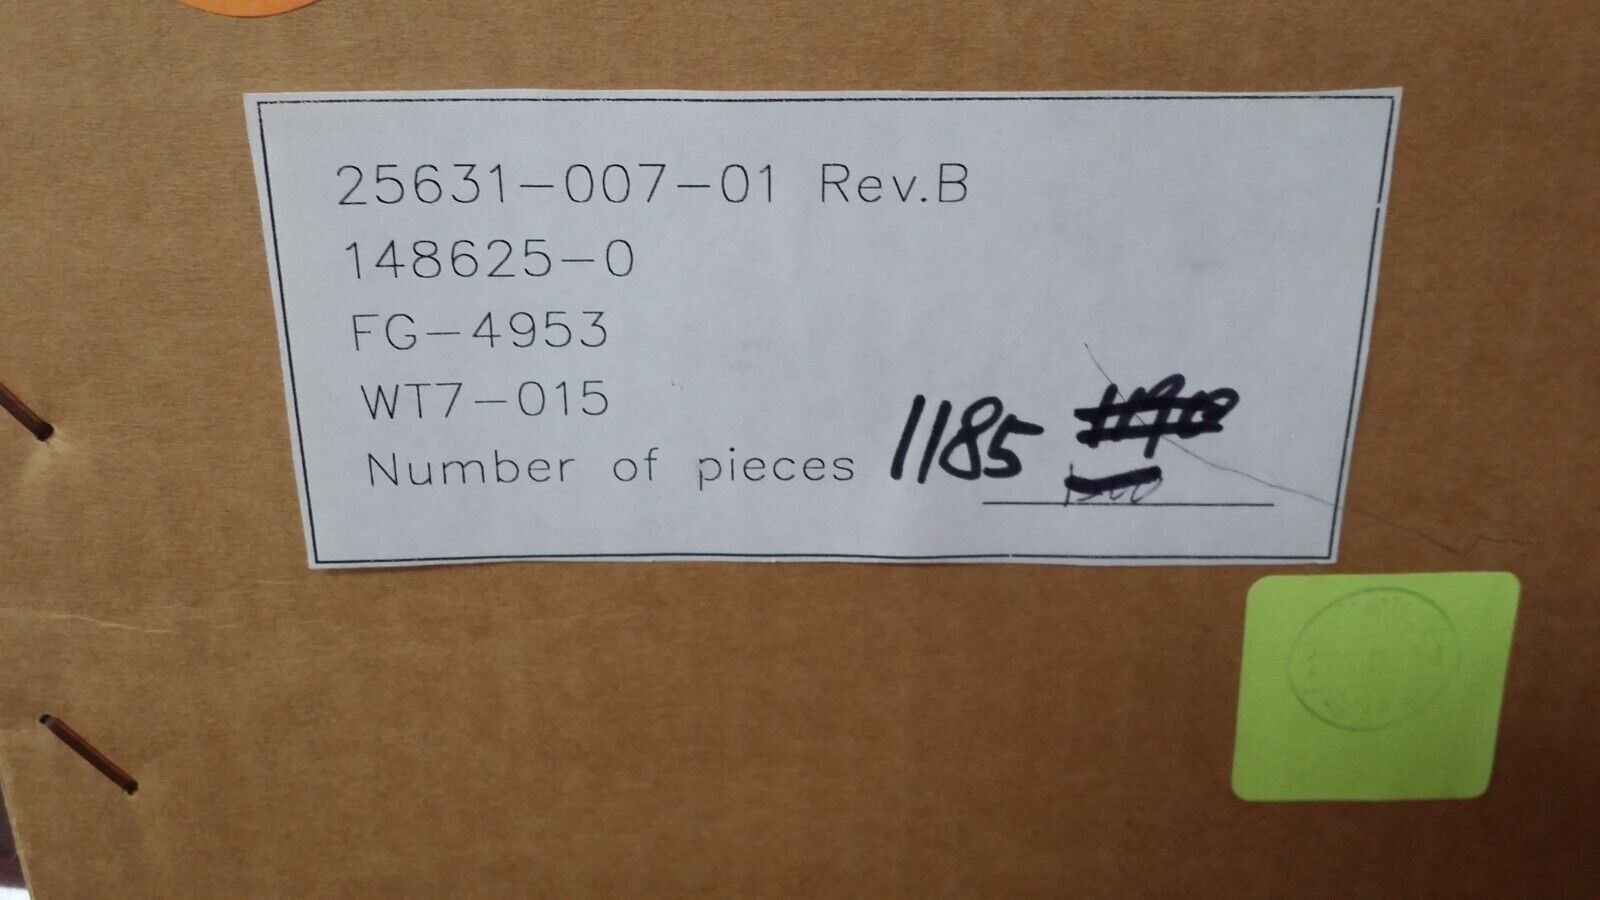 25631-007-01 Rev.B
148625-0
FG-4953
WT7-015
Number of pieces 1185